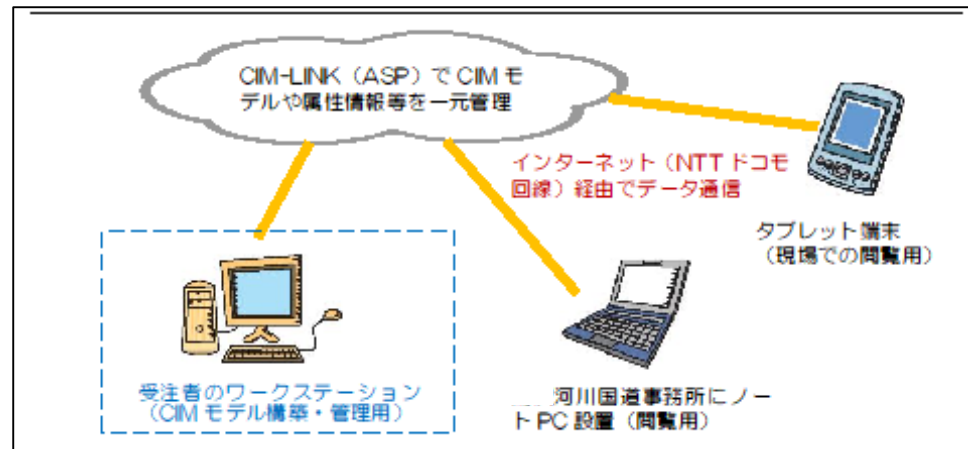 CIM-LINK（ASP）でCIMモ
デルや属性情報等を一元管理
インターネット（NTTドコモ
回線）経由でデータ通信
タブレット端末
（現場での閲覧用）
受注者のワークステーション
（CIMモデル構築・管理用）
河川国道事務所にノー
トPC設置（閲覧用）